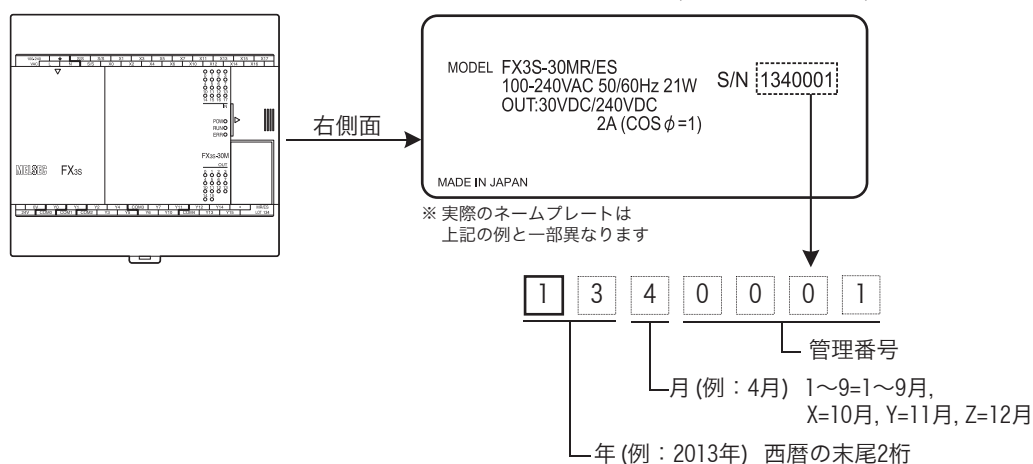 MELSEC FX3S
IN
POW
RUN
ERR
FX3S-30M
OUT
右側面
MODEL FX3S-30MR/ES
100-240VAC 50/60Hz 21W
OUT:30VDC/240VDC
2A (COSφ=1)
S/N 1340001
MADE IN JAPAN
※ 実際のネームプレートは
上記の例と一部異なります
1 3 4 0 0 0 1
管理番号
月 (例:4月) 1～9=1～9月,
X=10月, Y=11月, Z=12月
年 (例:2013年) 西暦の末尾2桁